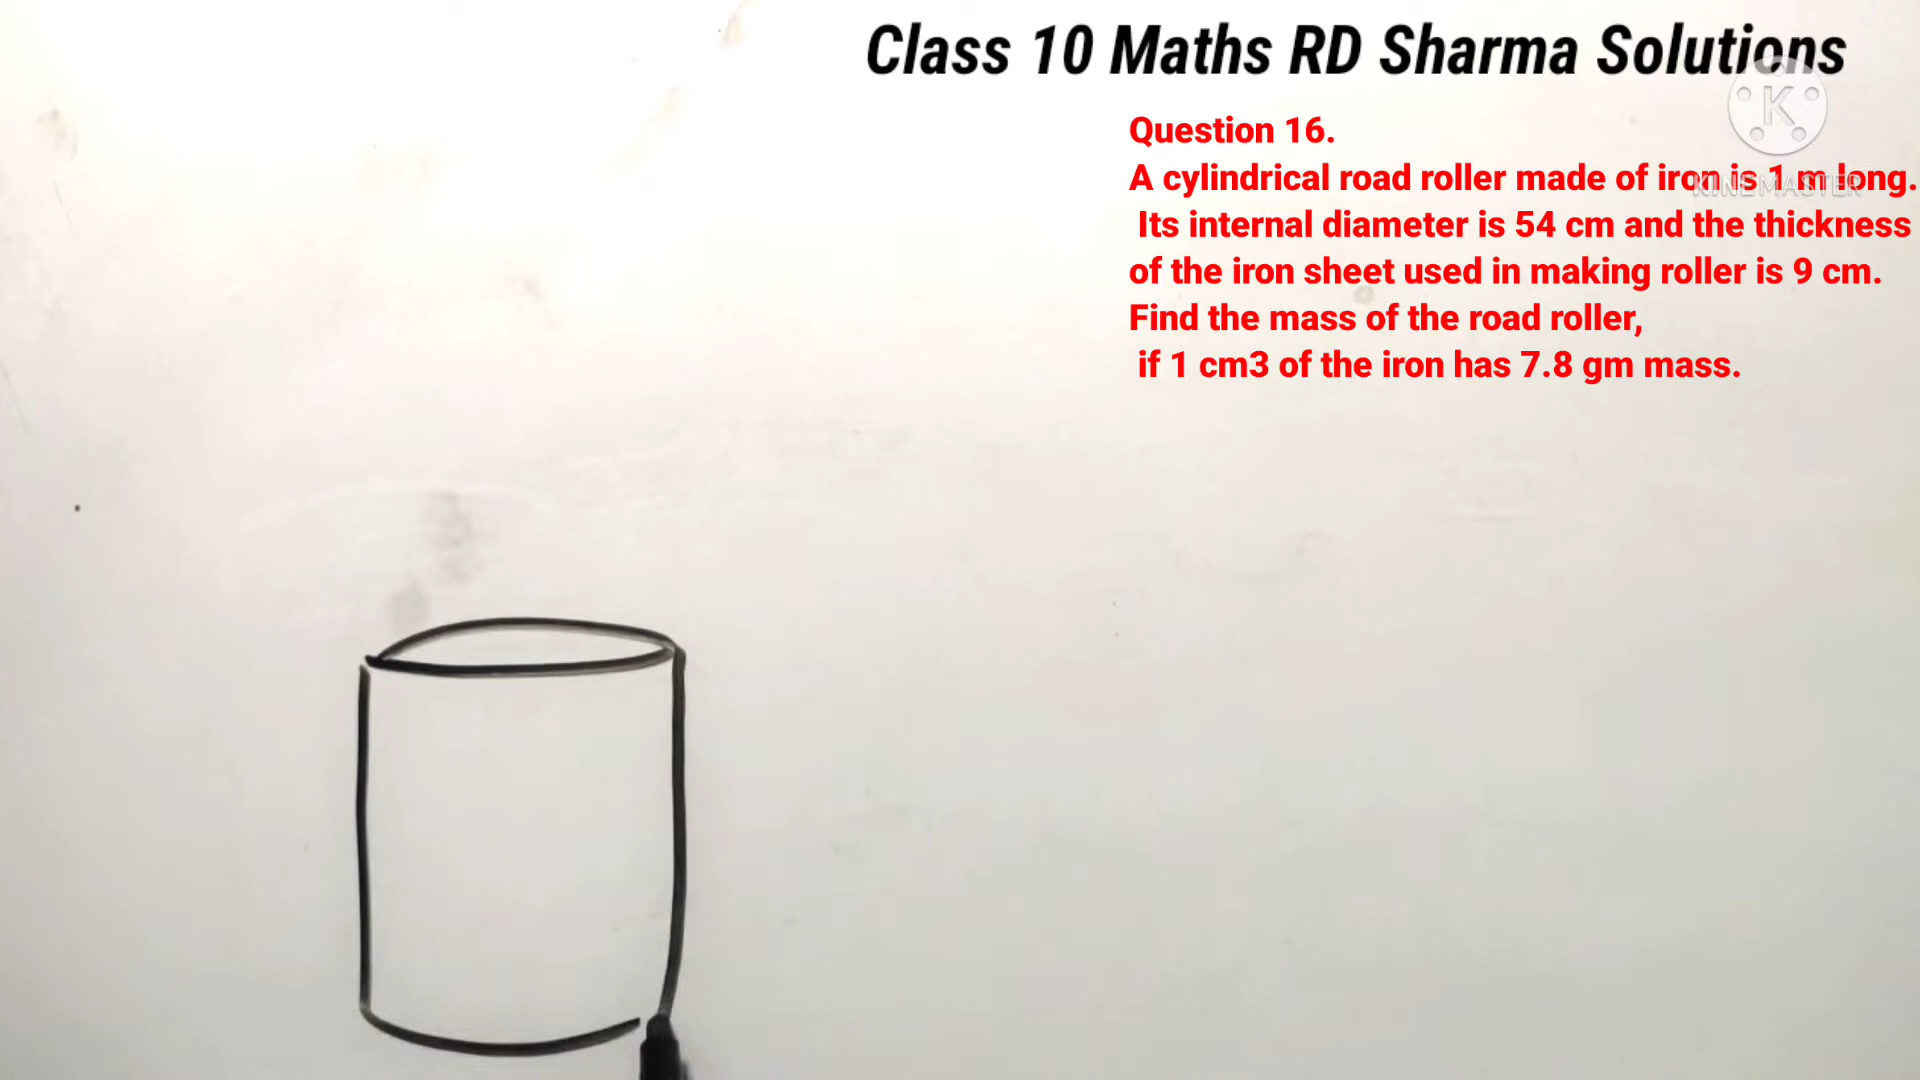 Class 10 Maths RD Sharma Solutions
Question 16.
A cylindrical road roller made of iron is 1 m long.
Its internal diameter is 54 cm and the thickness
of the iron sheet used in making roller is 9 cm.
Find the mass of the road roller,
if 1 cm3 of the iron has 7.8 gm mass.
K
KINEMASTER